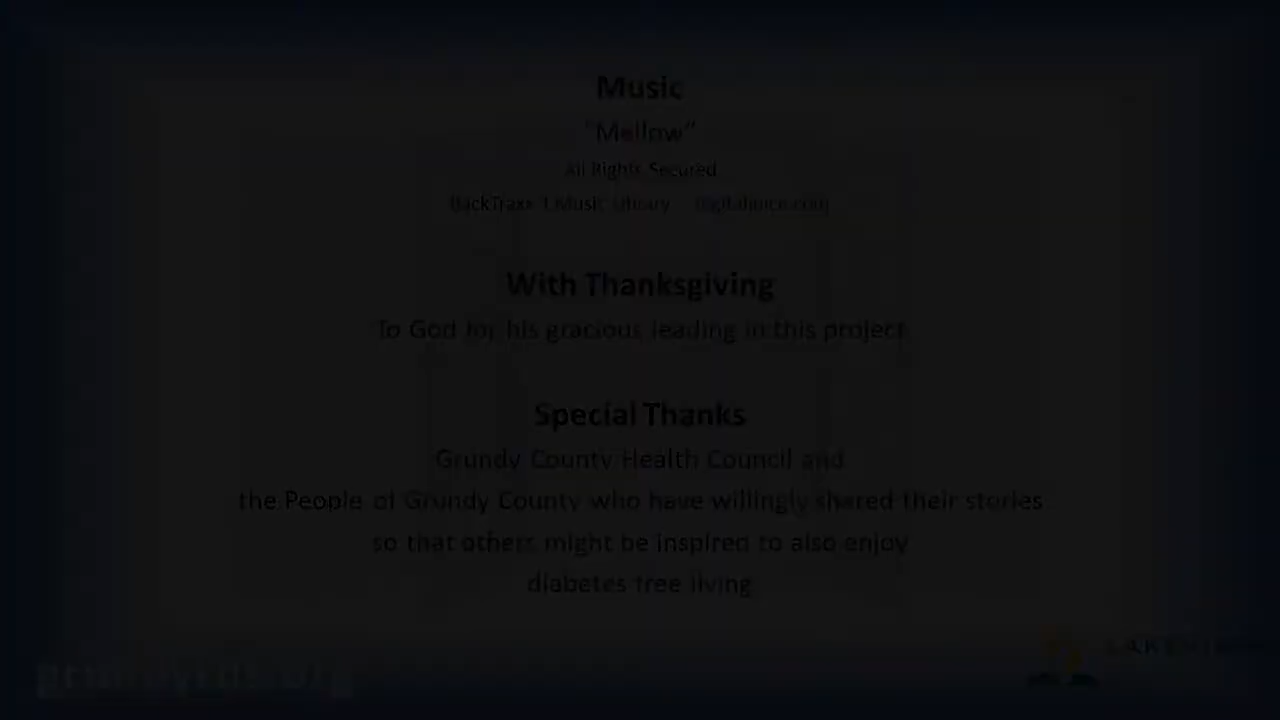 Music
"Mellow"
All Rights Secured
BackTraxx 1 Music Library
With Thanksgiving
To God for his gracious leading in this project
Special Thanks
Grundy County Health Council and
the People of Grundy County who have willingly shared their stories
so that others might be inspired to also enjoy
diabetes free living